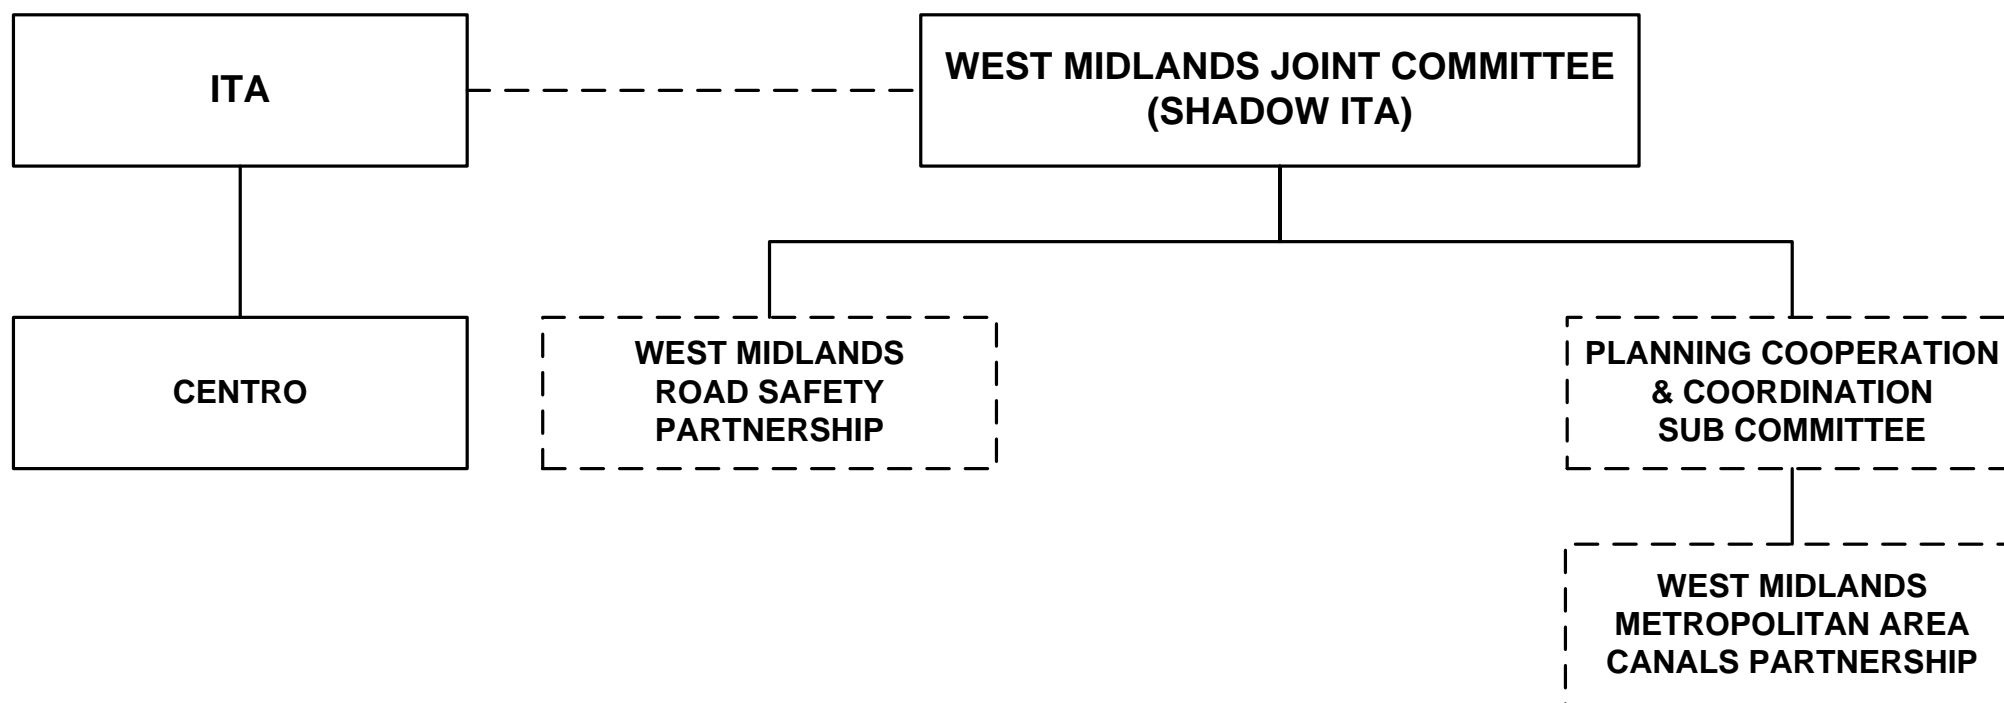 ITA
WEST MIDLANDS JOINT COMMITTEE
(SHADOW ITA)
CENTRO
WEST MIDLANDS
ROAD SAFETY
PARTNERSHIP
PLANNING COOPERATION
& COORDINATION
SUB COMMITTEE
WEST MIDLANDS
METROPOLITAN AREA
CANALS PARTNERSHIP